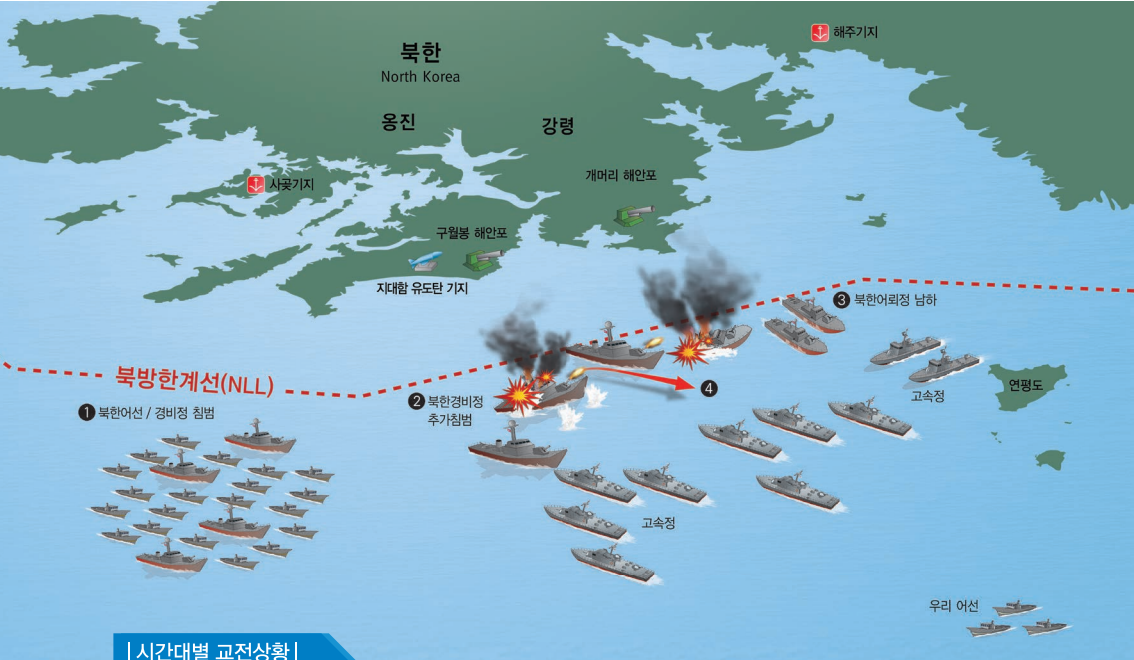 해주기지
북한
North Korea
옹진
강령
개머리 해안포
사곶기지
구월봉 해안포
지대함 유도탄 기지
❸ 북한어뢰정 남하
북방한계선(NLL)
❶ 북한어선 / 경비정 침범
❷ 북한경비정
추가침범
❹
연평도
고속정
고속정
우리 어선
| 시간대별 교전상황 |